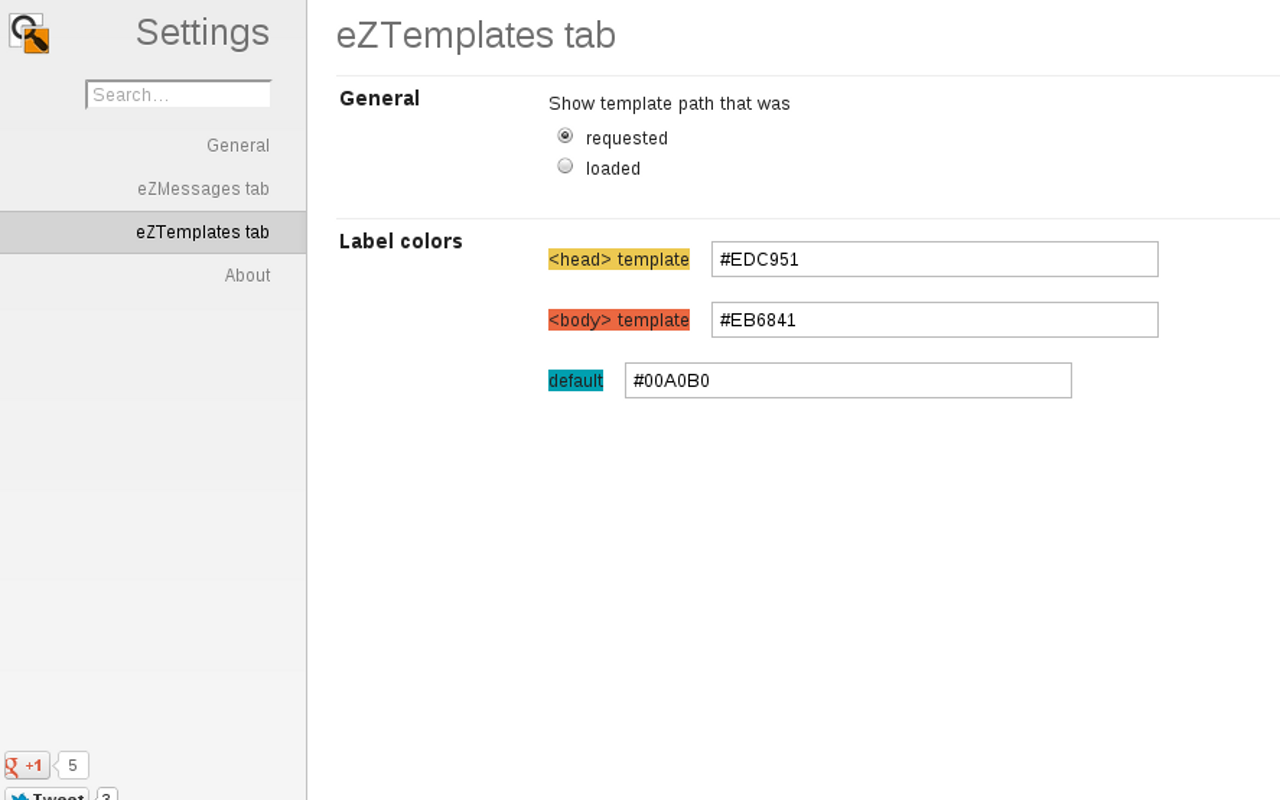 Settings
Search...
General
eZMessages tab
eZTemplates tab
About
+1 5
Tweet 3
eZTemplates tab
General
Show template path that was
requested
loaded
Label colors
<head> template #EDC951
<body> template #EB6841
default #00A0B0